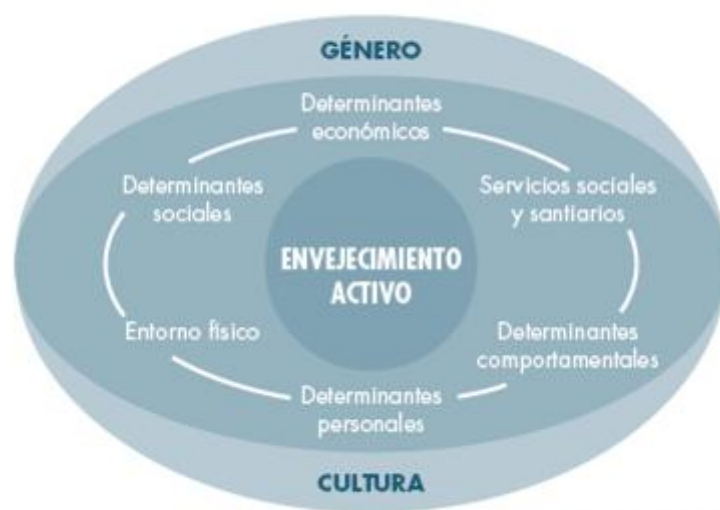 GÉNERO
Determinantes
económicos
Determinantes
sociales
Servicios sociales
y santiarios
ENVEJECIMIENTO
ACTIVO
Entorno físico
Determinantes
comportamentales
Determinantes
personales
CULTURA